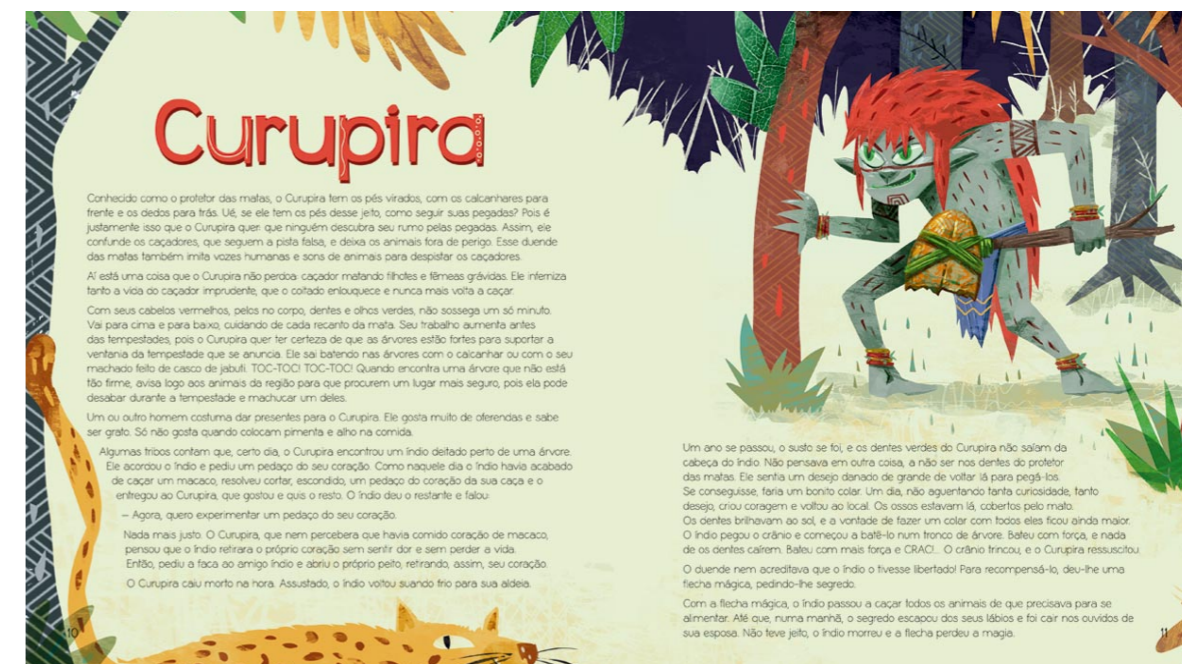 Curupira
Conhecido como o protetor das matas, o Curupira tem os pés virados, com os calcanhares para
frente e os dedos para trás. Ué, se ele tem os pés desse jeito, como seguir suas pegadas? Pois é
justamente isso que o Curupira quer: que ninguém descubra seu rumo pelas pegadas. Assim, ele
confunde os caçadores, que seguem a pista falsa, e deixa os animais fora de perigo. Esse duende
das matas também imita vozes humanas e sons de animais para despistar os caçadores.
Aí está uma coisa que o Curupira não perdoa: caçador matando filhotes e fêmeas grávidas. Ele inferniza
tanto a vida do caçador imprudente, que o coitado enlouquece e nunca mais volta a caçar.
Com seus cabelos vermelhos, pelos no corpo, dentes e olhos verdes, não sossega um só minuto.
Vai para cima e para baixo, cuidando de cada recanto da mata. Seu trabalho aumenta antes
das tempestades, pois o Curupira quer ter certeza de que as árvores estão fortes para suportar a
ventania da tempestade que se anuncia. Ele sai batendo nas árvores com o calcanhar ou com o seu
machado feito de casco de jabuti. TOC-TOC! TOC-TOC! Quando encontra uma árvore que não está
tão firme, avisa logo aos animais da região para que procurem um lugar mais seguro, pois ela pode
desabar durante a tempestade e machucar um deles.
Um ou outro homem costuma dar presentes para o Curupira. Ele gosta muito de oferendas e sabe
ser grato. Só não gosta quando colocam pimenta e alho na comida.
Algumas tribos contam que, certo dia, o Curupira encontrou um índio deitado perto de uma árvore.
Ele acordou o índio e pediu um pedaço do seu coração. Como naquele dia o índio havia acabado
de caçar um macaco, resolveu cortar, escondido, um pedaço do coração da sua caça e o
entregou ao Curupira, que gostou e quis o resto. O índio deu o restante e falou:
– Agora, quero experimentar um pedaço do seu coração.
Nada mais justo. O Curupira, que nem percebera que havia comido coração de macaco,
pensou que o índio retirara o próprio coração sem sentir dor e sem perder a vida.
Então, pediu a faca ao amigo índio e abriu o próprio peito, retirando, assim, seu coração.
O Curupira caiu morto na hora. Assustado, o índio voltou suando frio para sua aldeia.
10
Um ano se passou, o susto se foi, e os dentes verdes do Curupira não saíam da
cabeça do índio. Não pensava em outra coisa, a não ser nos dentes do protetor
das matas. Ele sentia um desejo danado de grande de voltar lá para pegá-los.
Se conseguisse, faria um bonito colar. Um dia, não aguentando tanta curiosidade, tanto
desejo, criou coragem e voltou ao local. Os ossos estavam lá, cobertos pelo mato.
Os dentes brilhavam ao sol, e a vontade de fazer um colar com todos eles ficou ainda maior.
O índio pegou o crânio e começou a batê-lo num tronco de árvore. Bateu com força, e nada
de os dentes caírem. Bateu com mais força e CRAC!... O crânio trincou, e o Curupira ressuscitou.
O duende nem acreditava que o índio o tivesse libertado! Para recompensá-lo, deu-lhe uma
flecha mágica, pedindo-lhe segredo.
Com a flecha mágica, o índio passou a caçar todos os animais de que precisava para se
alimentar. Até que, numa manhã, o segredo escapou dos seus lábios e foi cair nos ouvidos de
sua esposa. Não teve jeito, o índio morreu e a flecha perdeu a magia.
11